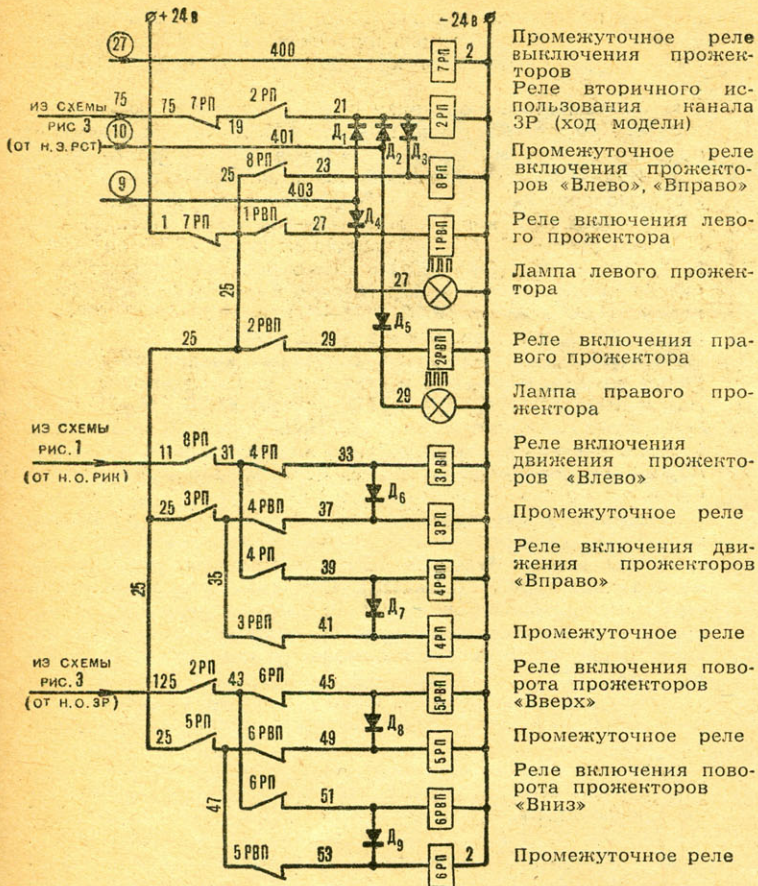 + 24 в
- 24 в
27
400
7РП
2
Промежуточное реле
выключения прожек-
торов
ИЗ СХЕМЫ
РИС 3
75
75
7РП
19
2РП
21
2РП
Реле вторичного ис-
пользования канала
3Р (ход модели)
10
(ОТ Н.З.РСТ)
401
Д1
Д2
Д3
8РП
25
23
8РП
Промежуточное реле
включения прожекто-
ров «Влево», «Вправо»
9
403
Д4
1
7РП
1РВП
27
1РВП
Реле включения лево-
го прожектора
25
27
ЛЛП
Лампа левого прожек-
тора
Д5
25
2РВП
29
2РВП
Реле включения пра-
вого прожектора
29
ЛПП
Лампа правого про-
жектора
ИЗ СХЕМЫ
РИС. 1
(ОТ Н.О.РИК)
11
8РП
31
4РП
33
3РВП
Реле включения
движения прожекто-
ров «Влево»
Д6
25
3РП
4РВП
37
3РП
Промежуточное реле
4РП
39
4РВП
Реле включения дви-
жения прожекторов
«Вправо»
35
25
Д7
3РВП
41
4РП
Промежуточное реле
ИЗ СХЕМЫ
РИС. 3
(ОТ Н.О.3Р)
125
2РП
43
6РП
45
5РВП
Реле включения пово-
рота прожекторов
«Вверх»
Д8
25
5РП
6РВП
49
5РП
Промежуточное реле
6РП
51
6РВП
Реле включения пово-
рота прожекторов
«Вниз»
47
Д9
5РВП
53
6РП
2
Промежуточное реле